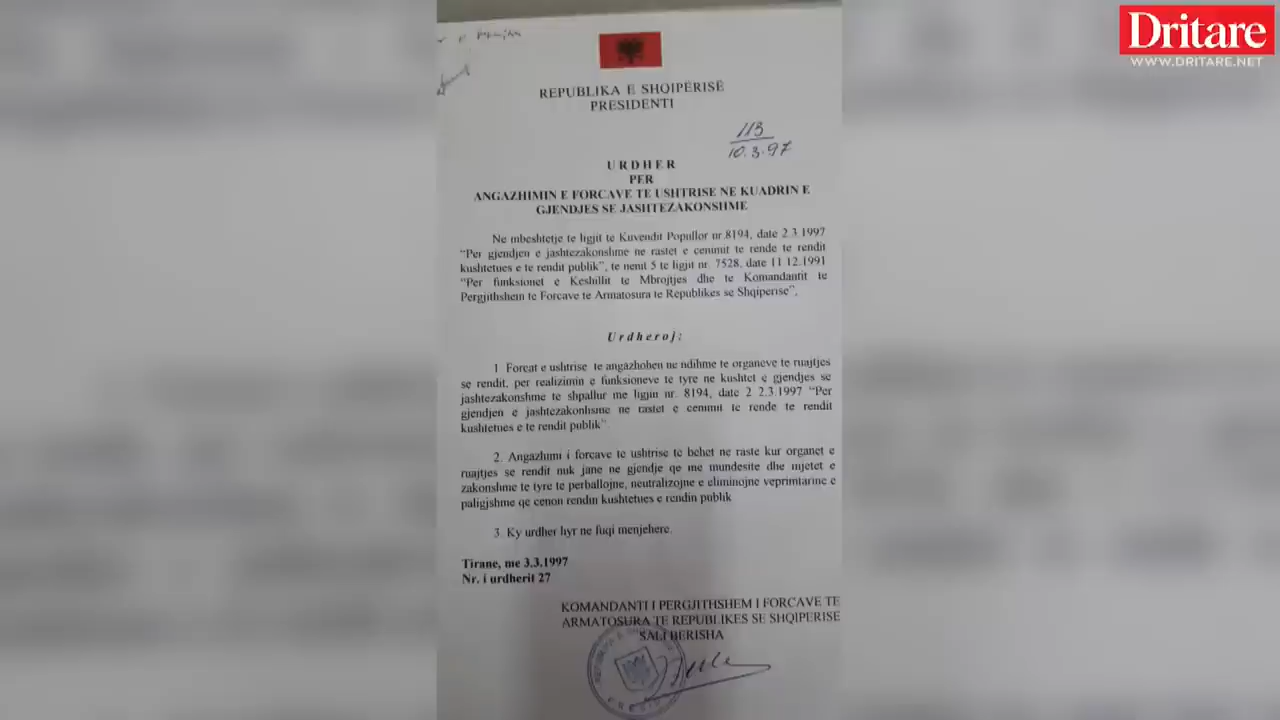 Dritare
WWW.DRITARE.NET
REPUBLIKA E SHQIPËRISË
PRESIDENTI
113
10.3.97
URDHER
PER
ANGAZHIMIN E FORCAVE TE USHTRISE NE KUADRIN E
GJENDJES SE JASHTEZAKONSHME
Ne mbeshtetje te ligjit te Kuvendit Popullor nr.8194, date 2.3.1997
“Per gjendjen e jashtezakonshme ne rastet e cenimit te rende te rendit
kushtetues e te rendit publik”, te nenit 5 te ligjit nr. 7528, date 11.12.1991
“Per funksionet e Keshillit te Mbrojtjes dhe te Komandantit te
Pergjithshem te Forcave te Armatosura te Republikes se Shqiperise”,
Urdheroj:
1 Forcat e ushtrise te angazhohen ne ndihme te organeve te ruajtjes
se rendit, per realizimin e funksioneve te tyre ne kushtet e gjendjes se
jashtezakonshme te shpallur me ligjin nr. 8194, date 2 2.3.1997 “Per
gjendjen e jashtezakonhsme ne rastet e cenimit te rende te rendit
kushtetues e te rendit publik”.
2. Angazhimi i forcave te ushtrise te behet ne raste kur organet e
ruajtjes se rendit nuk jane ne gjendje qe me mundesite dhe mjetet e
zakonshme te tyre te perballojne, neutralizojne e eliminojne veprimtarine e
paligjshme qe cenon rendin kushtetues e rendin publik
3 Ky urdher hyr ne fuqi menjehere.
Tirane, me 3.3.1997
Nr. i urdherit 27
KOMANDANTI I PERGJITHSHEM I FORCAVE TE
ARMATOSURA TE REPUBLIKES SE SHQIPERISE
SALI BERISHA